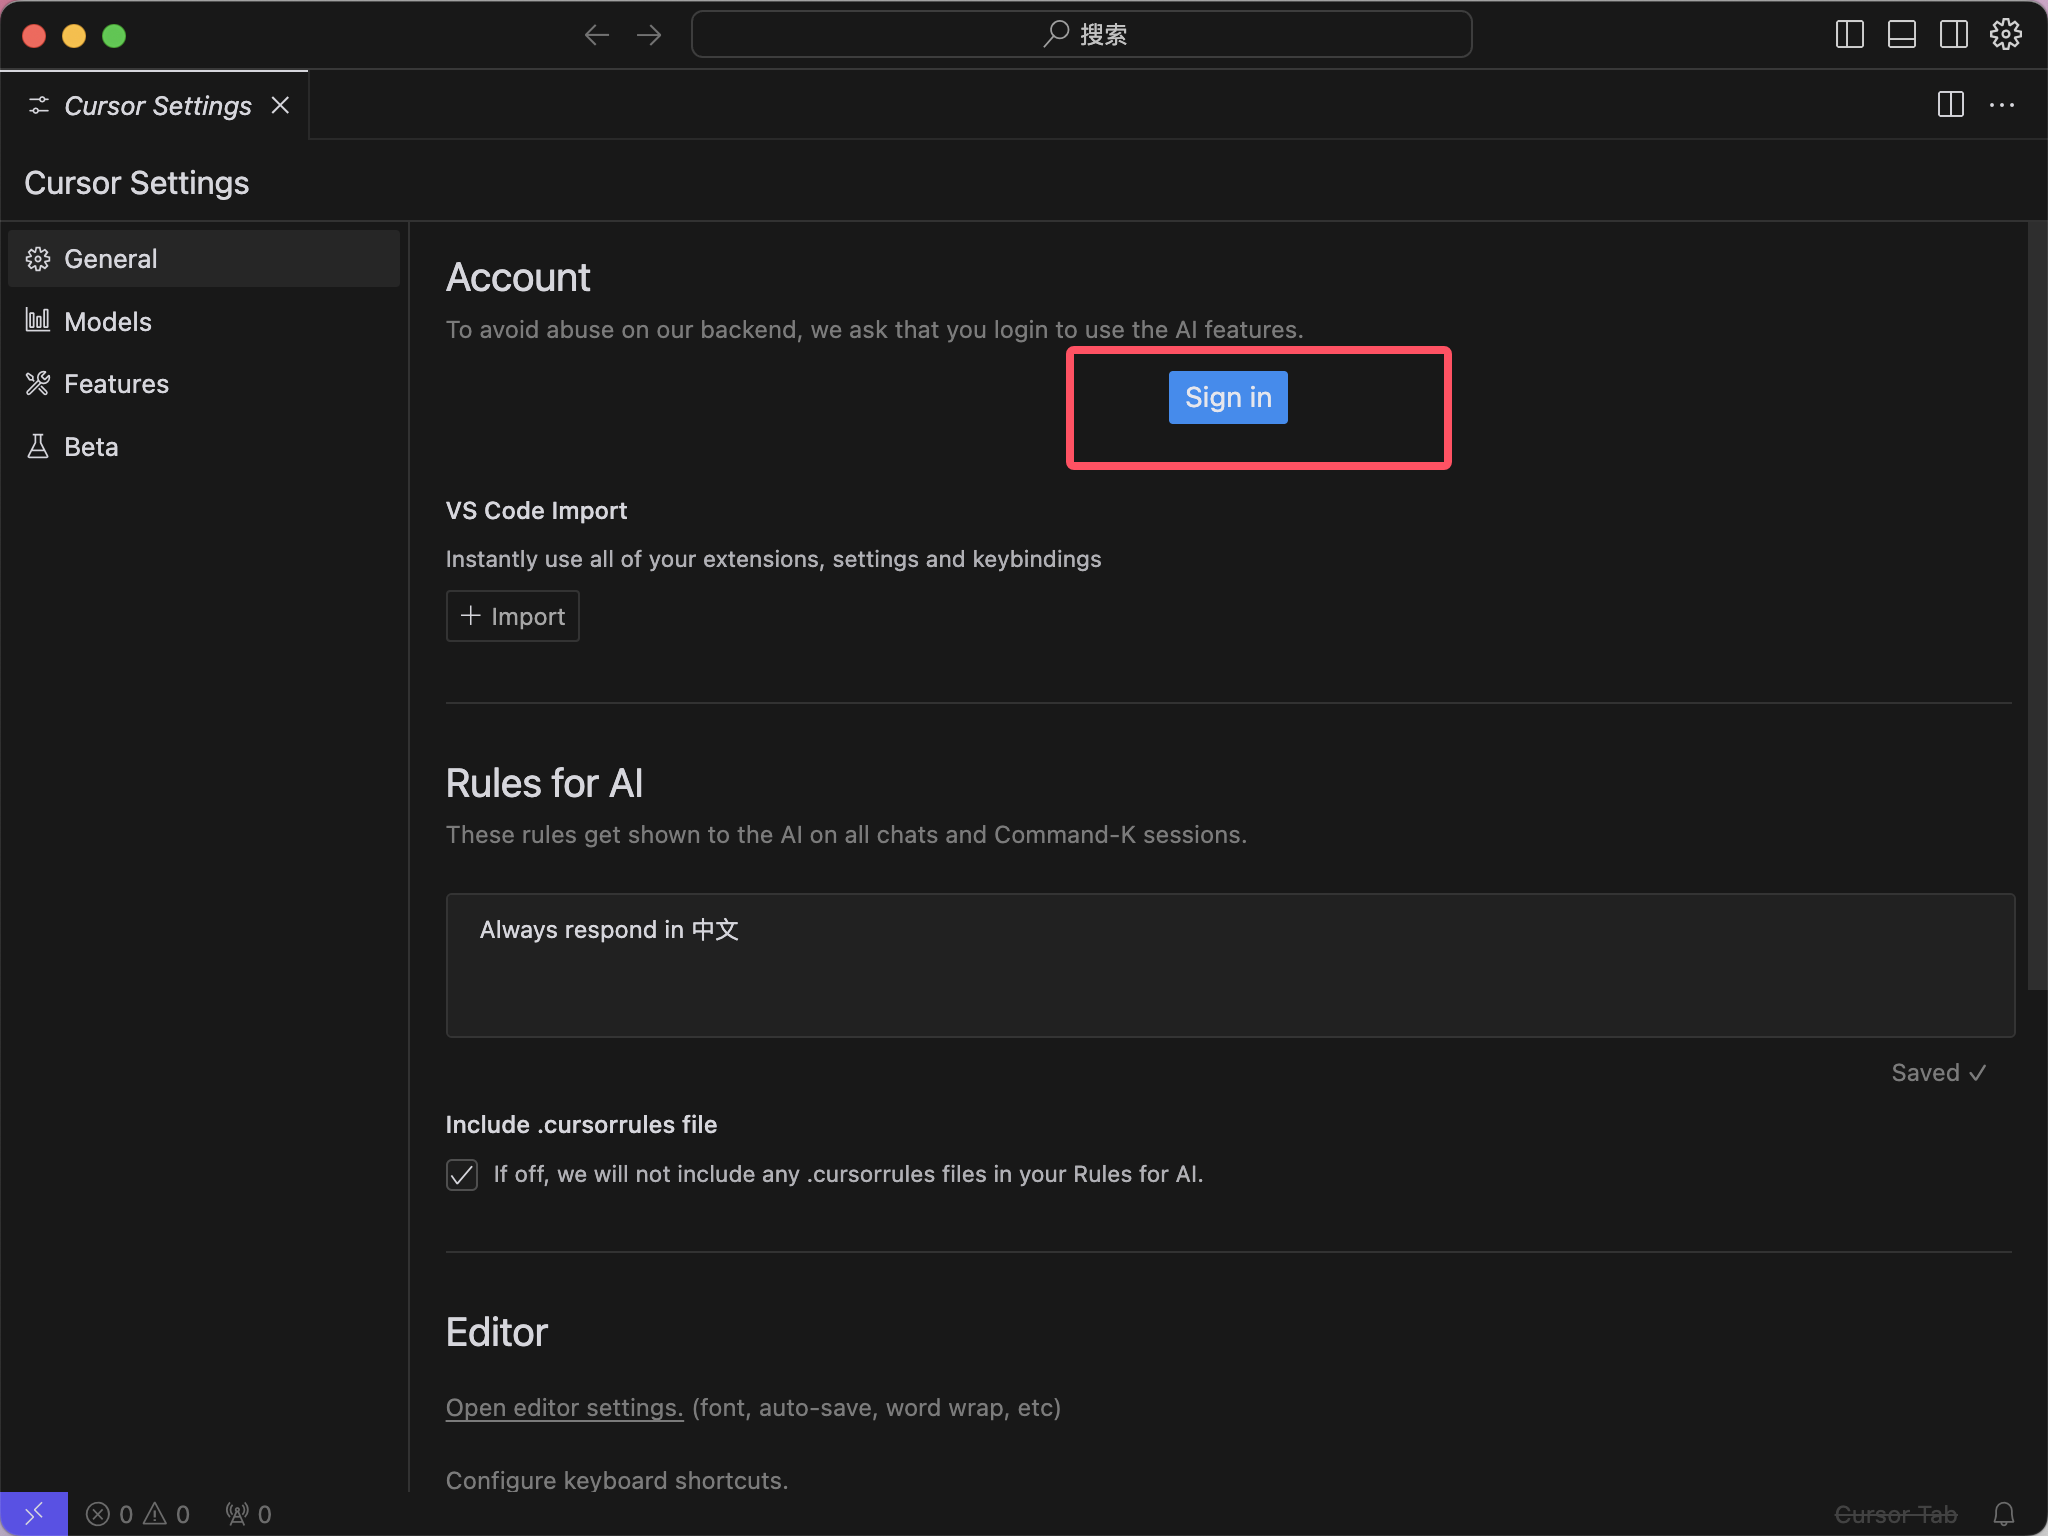 搜索
Cursor Settings
Cursor Settings
General
Models
Features
Beta
Account
To avoid abuse on our backend, we ask that you login to use the AI features.
Sign in
VS Code Import
Instantly use all of your extensions, settings and keybindings
Import
Rules for AI
These rules get shown to the AI on all chats and Command-K sessions.
Always respond in 中文
Saved
Include .cursorrules file
If off, we will not include any .cursorrules files in your Rules for AI.
Editor
Open editor settings. (font, auto-save, word wrap, etc)
Configure keyboard shortcuts.
0 0 0
Cursor Tab